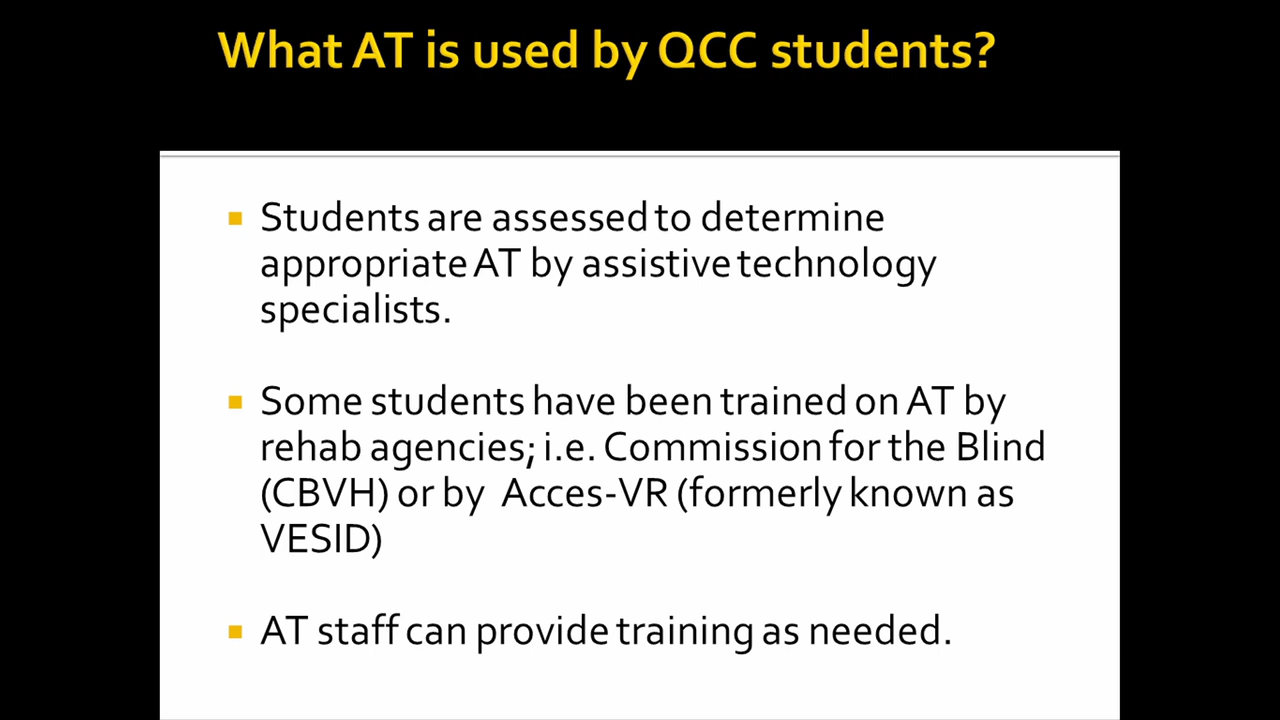 What AT is used by QCC students?
Students are assessed to determine
appropriate AT by assistive technology
specialists.
Some students have been trained on AT by
rehab agencies; i.e. Commission for the Blind
(CBVH) or by Acces-VR (formerly known as
VESID)
AT staff can provide training as needed.